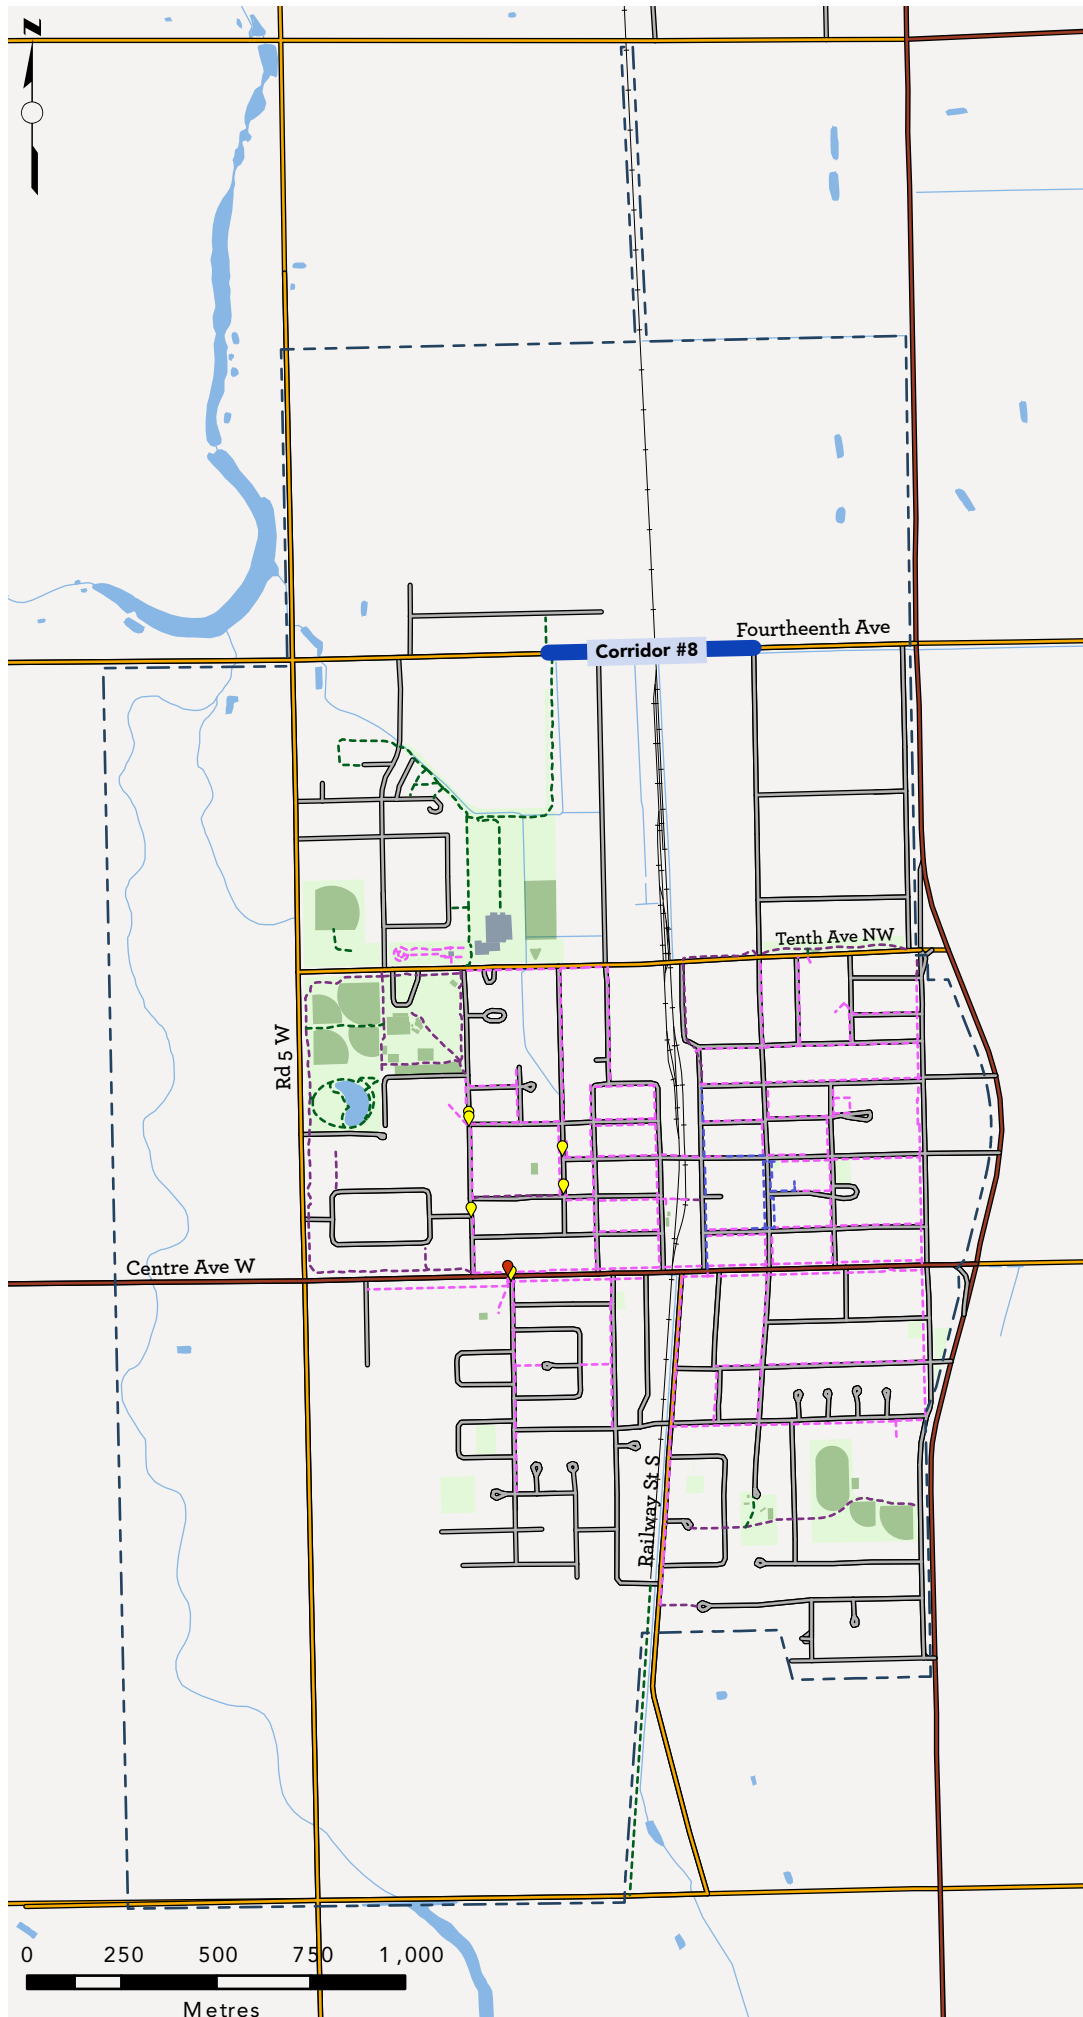 N
Fourtheenth Ave
Corridor #8
Tenth Ave NW
Rd 5 W
Centre Ave W
Railway St S
0 250 500 750 1,000
Metres